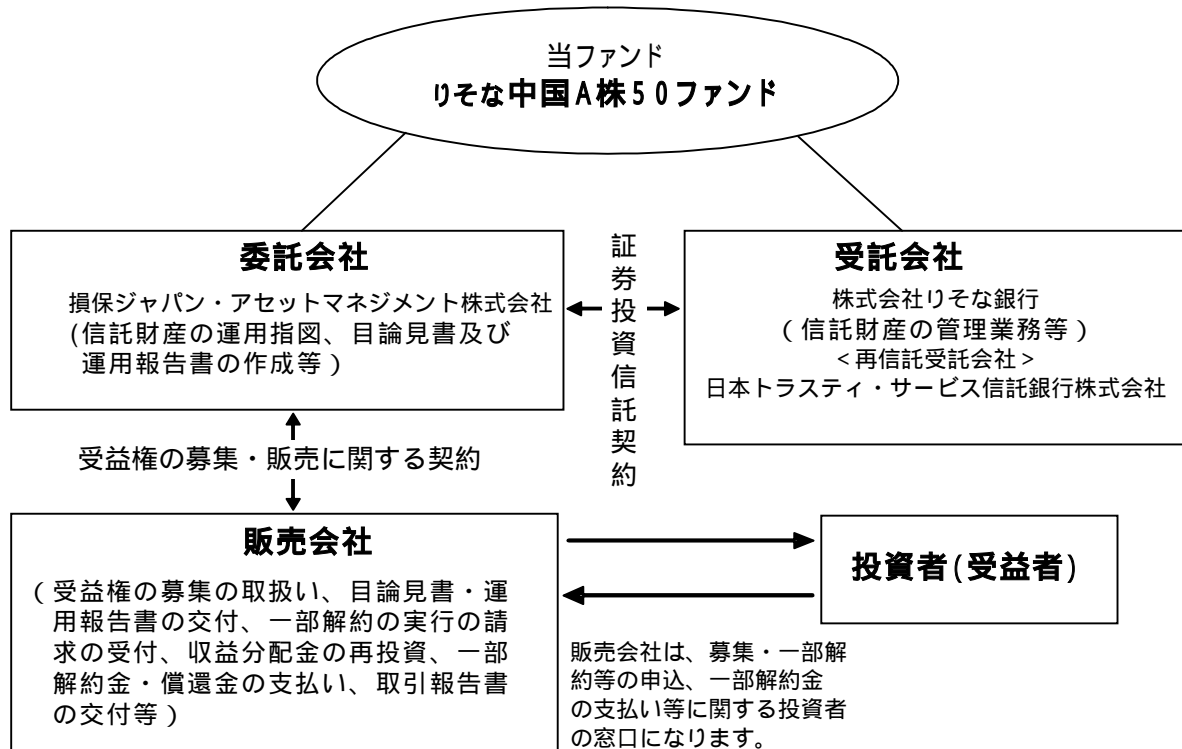 当ファンド
りそな中国A株50ファンド
委託会社
損保ジャパン・アセットマネジメント株式会社
(信託財産の運用指図、目論見書及び
運用報告書の作成等)
証券投資信託契約
受託会社
株式会社りそな銀行
(信託財産の管理業務等)
<再信託受託会社>
日本トラスティ・サービス信託銀行株式会社
受益権の募集・販売に関する契約
販売会社
(受益権の募集の取扱い、目論見書・運
用報告書の交付、一部解約の実行の請
求の受付、収益分配金の再投資、一部
解約金・償還金の支払い、取引報告書
の交付等)
投資者(受益者)
販売会社は、募集・一部解
約等の申込、一部解約金
の支払い等に関する投資者
の窓口になります。